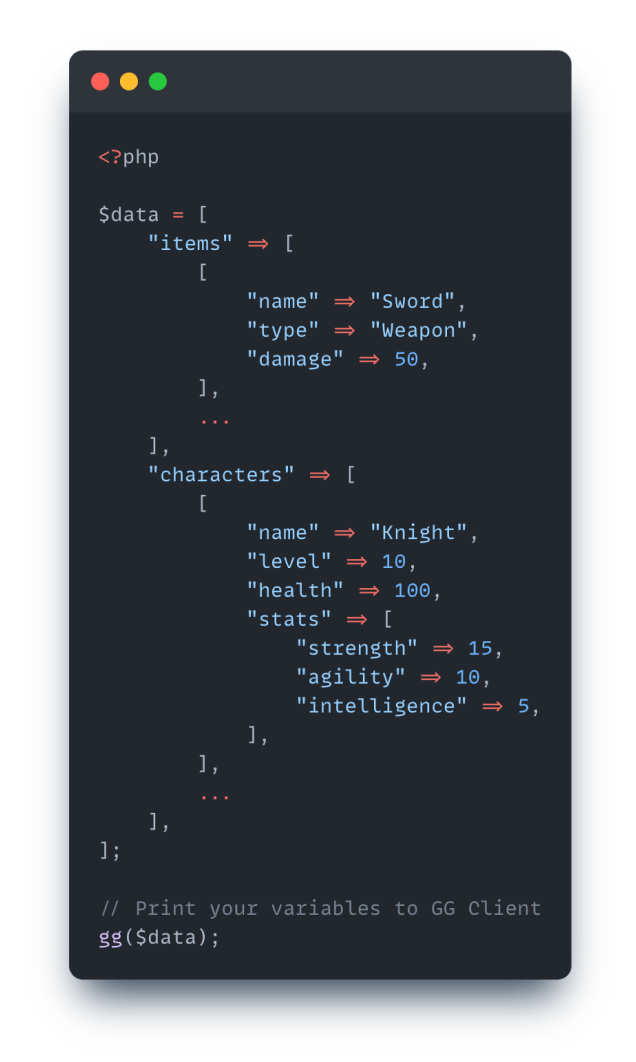 <?php

$data = [
    "items" => [
        [
            "name" => "Sword",
            "type" => "Weapon",
            "damage" => 50,
        ],
        ...
    ],
    "characters" => [
        [
            "name" => "Knight",
            "level" => 10,
            "health" => 100,
            "stats" => [
                "strength" => 15,
                "agility" => 10,
                "intelligence" => 5,
            ],
        ],
        ...
    ],
];

// Print your variables to GG Client
gg($data);